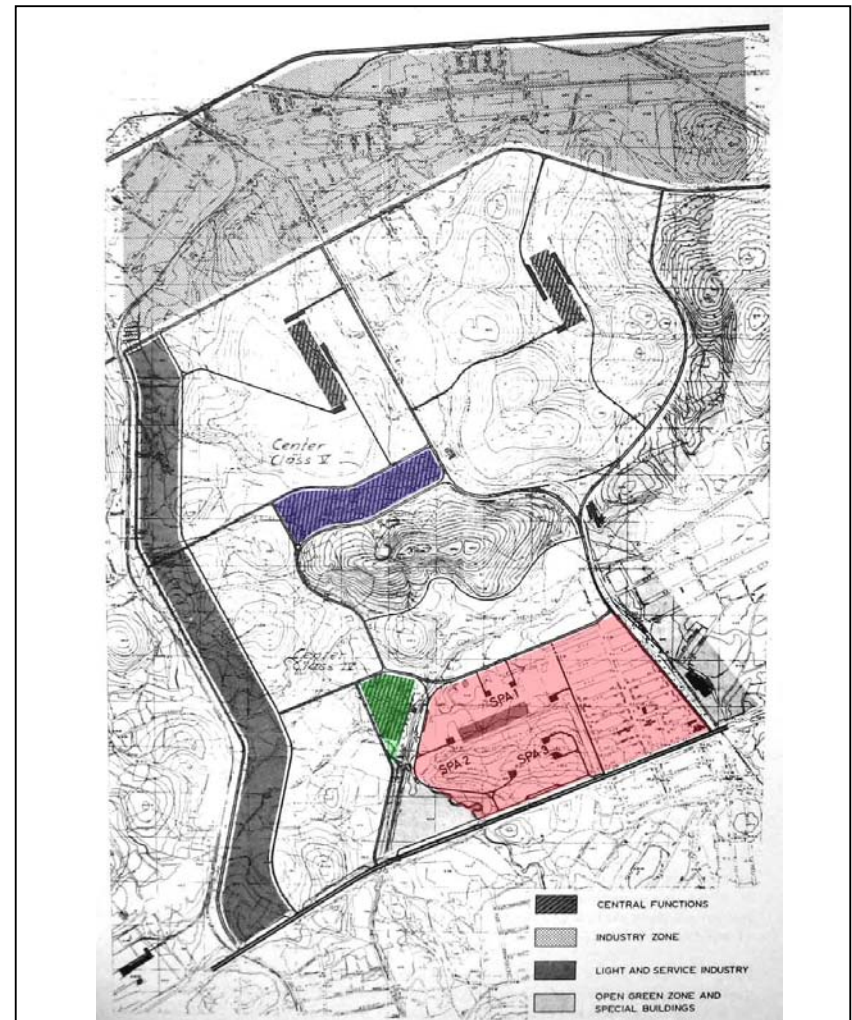 Center
Class V
Center
Class IV
SPA 1
SPA 2
SPA 3
CENTRAL FUNCTIONS
INDUSTRY ZONE
LIGHT AND SERVICE INDUSTRY
OPEN GREEN ZONE AND
SPECIAL BUILDINGS